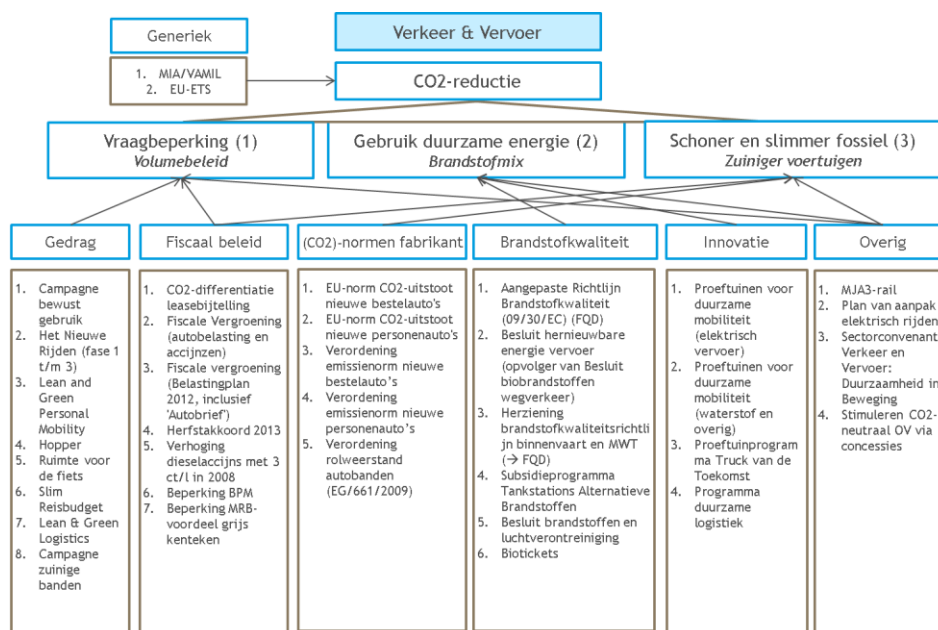 Generiek
Verkeer & Vervoer
1. MIA/VAMIL
2. EU-ETS
CO2-reductie
Vraagbeperking (1)
Volumebeleid
Gebruik duurzame energie (2)
Brandstofmix
Schoner en slimmer fossiel (3)
Zuiniger voertuigen
Gedrag
Fiscaal beleid
(CO2)-normen fabrikant
Brandstofkwaliteit
Innovatie
Overig
1. Campagne
bewust
gebruik
2. Het Nieuwe
Rijden (fase 1
t/m 3)
3. Lean and
Green
Personal
Mobility
4. Hopper
5. Ruimte voor
de fiets
6. Slim
Reisbudget
7. Lean & Green
Logistics
8. Campagne
zuinige
banden
1. CO2-differentiatie
leasebijtelling
2. Fiscale Vergroening
(autobelasting en
accijnzen)
3. Fiscale vergroening
(Belastingplan
2012, inclusief
'Autobrief')
4. Herfstakkoord 2013
5. Verhoging
dieselaccijns met 3
ct/l in 2008
6. Beperking BPM
7. Beperking MRB-
voordeel grijs
kenteken
1. EU-norm CO2-uitstoot
nieuwe bestelauto's
2. EU-norm CO2-uitstoot
nieuwe personenauto's
3. Verordening
emissienorm nieuwe
bestelauto's
4. Verordening
emissienorm nieuwe
personenauto's
5. Verordening
rolweerstand
autobanden
(EG/661/2009)
1. Aangepaste Richtlijn
Brandstofkwaliteit
(09/30/EC) (FQD)
2. Besluit hernieuwbare
energie vervoer
(opvolger van Besluit
biobrandstoffen
wegverkeer)
3. Herziening
brandstofkwaliteitsrichtli
jn binnenvaart en MWT
(→ FQD)
4. Subsidieprogramma
Tankstations Alternatieve
Brandstoffen
5. Besluit brandstoffen en
luchtverontreiniging
6. Biotickets
1. Proeftuinen voor
duurzame
mobiliteit
(elektrisch
vervoer)
2. Proeftuinen voor
duurzame
mobiliteit
(waterstof en
overig)
3. Proeftuinprogram
ma Truck van de
Toekomst
4. Programma
duurzame
logistiek
1. MJA3-rail
2. Plan van aanpak
elektrisch rijden
3. Sectorconvenant
Verkeer en
Vervoer:
Duurzaamheid in
Beweging
4. Stimuleren CO2-
neutraal OV via
concessies